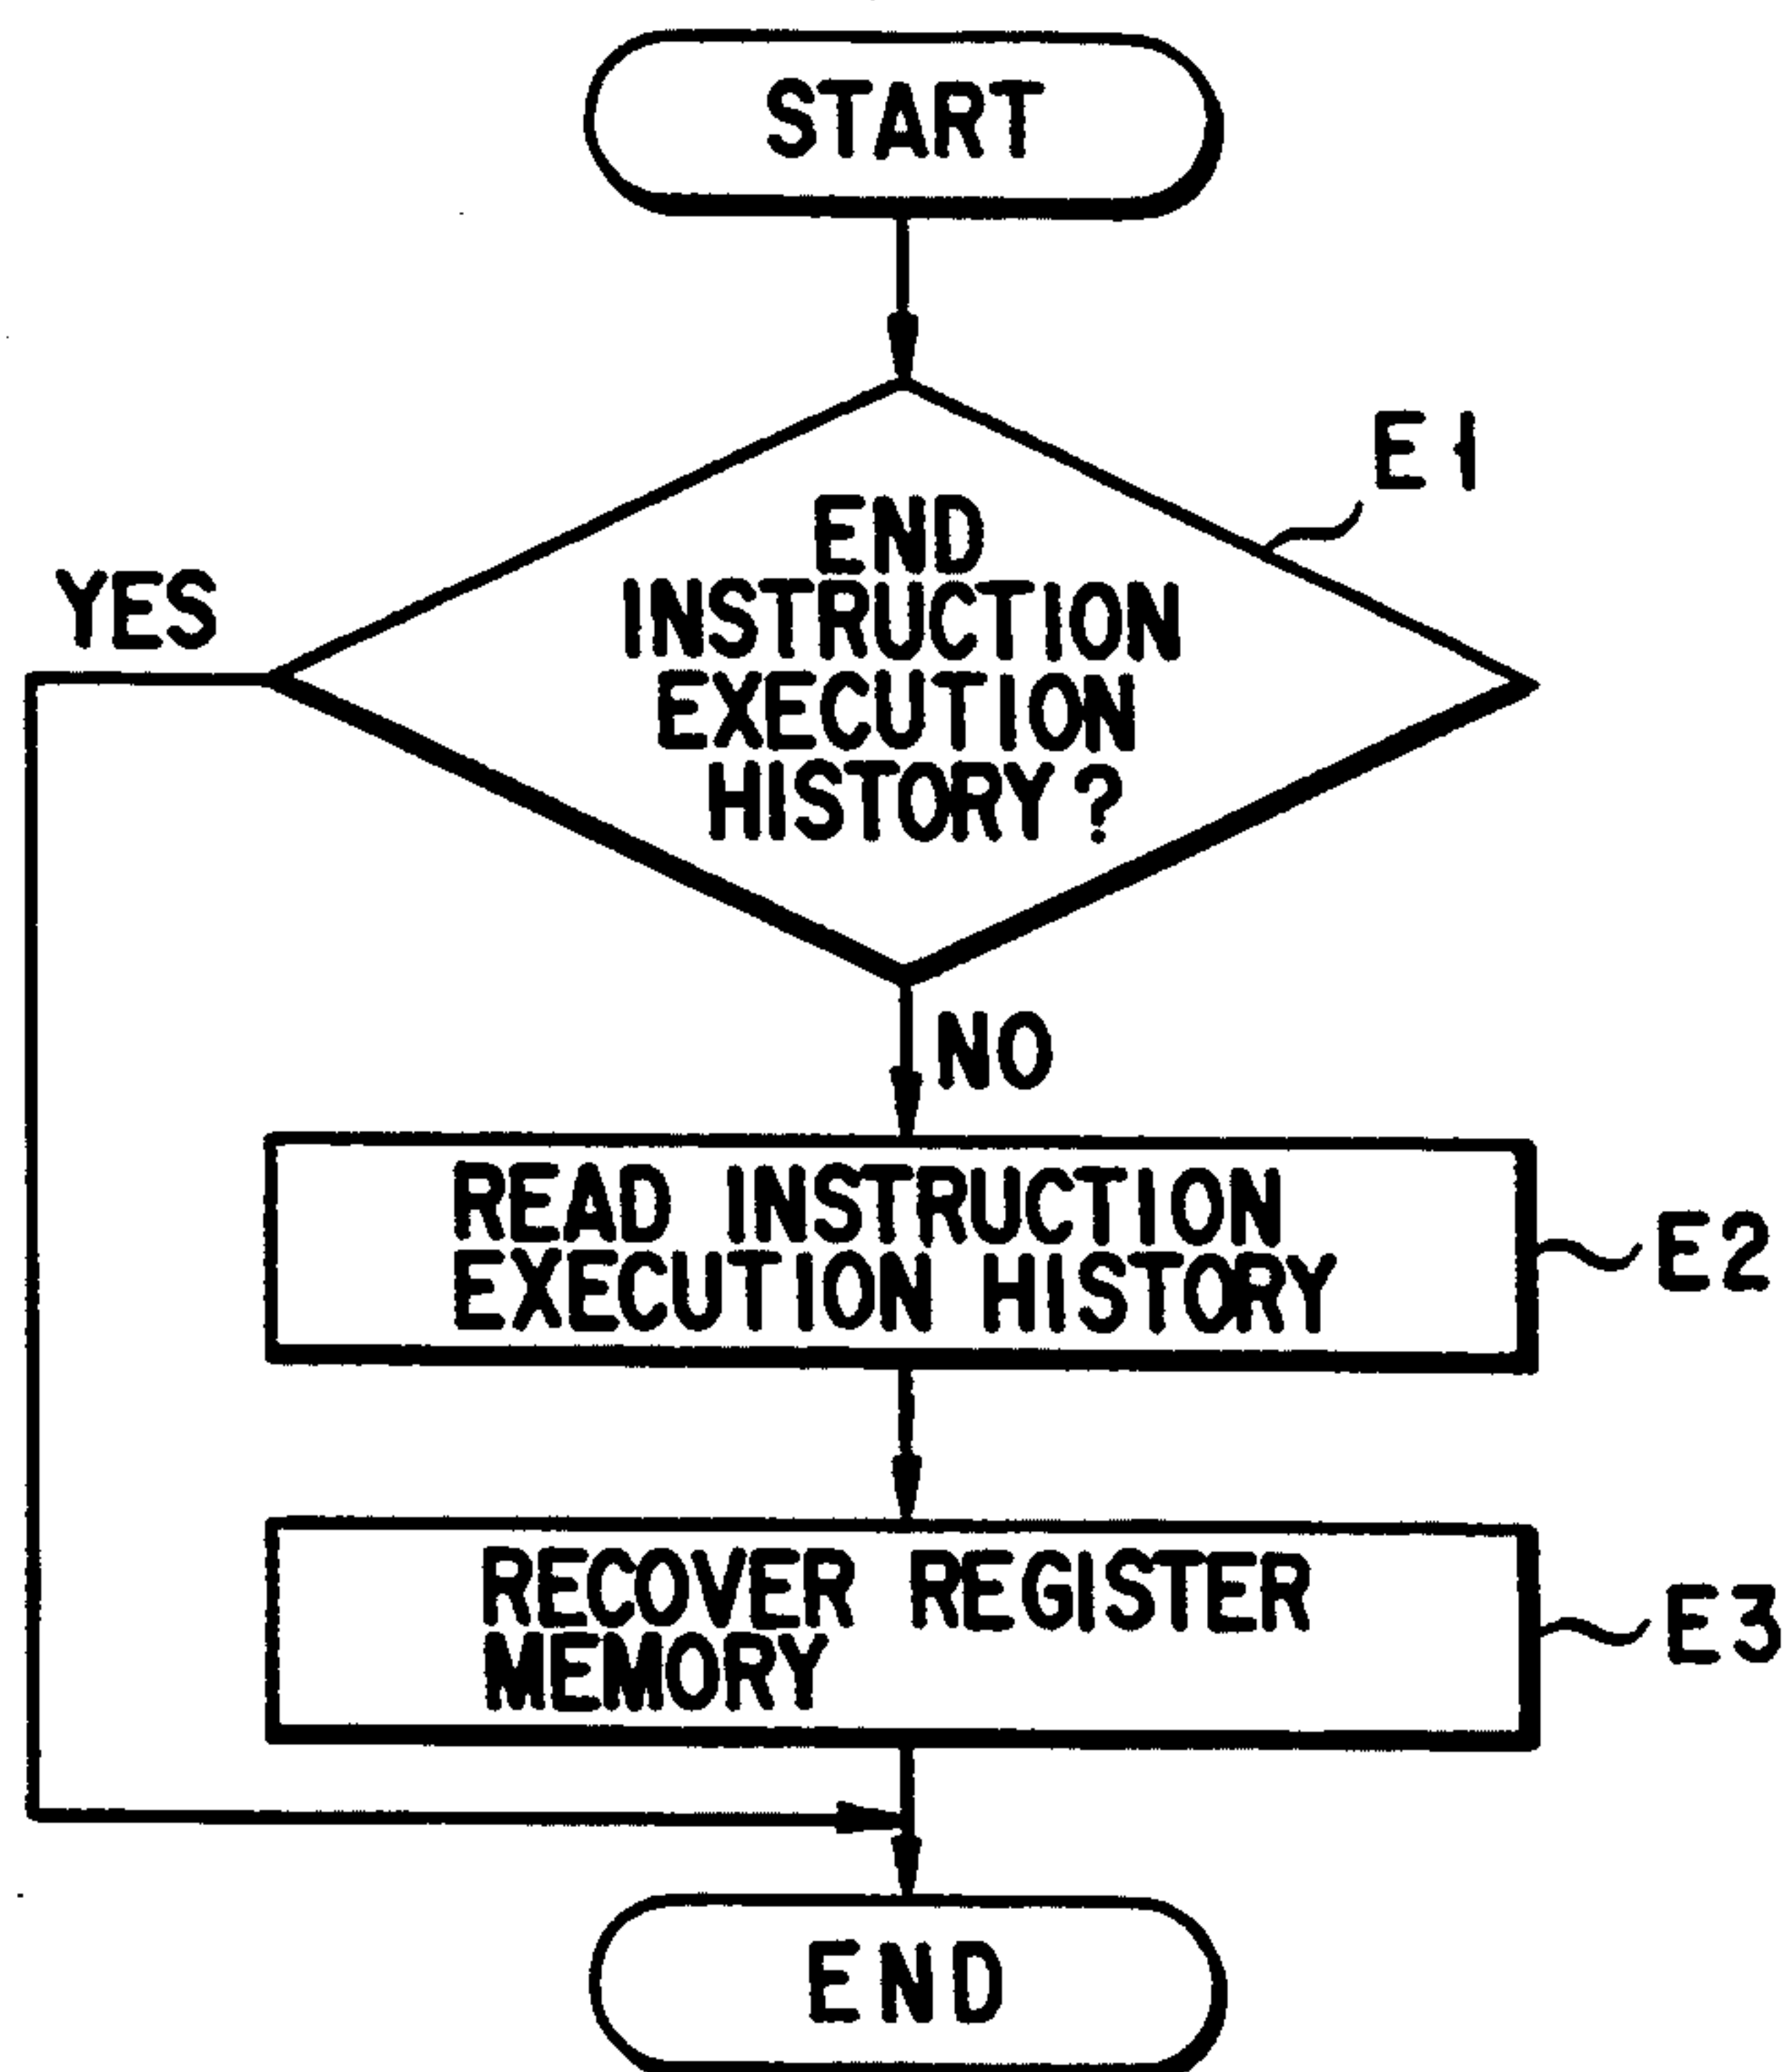 START
E1
END
INSTRUCTION
EXECUTION
HISTORY?
YES
NO
READ INSTRUCTION
EXECUTION HISTORY
E2
RECOVER REGISTER
MEMORY
E3
END